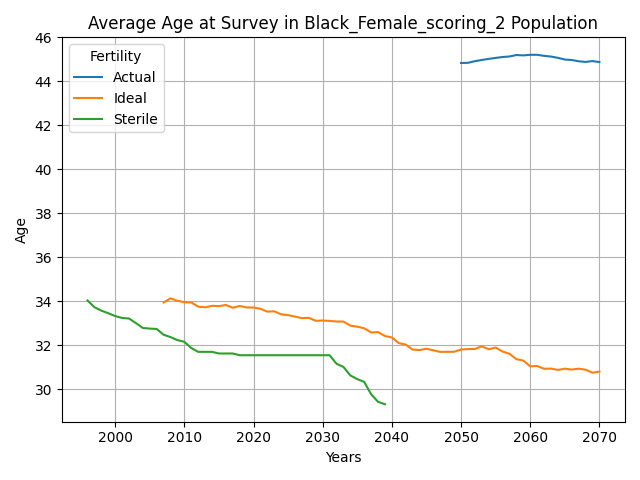 Average Age at Survey in Black_Female_scoring_2 Population
Fertility
Actual
Ideal
Sterile
46
44
42
40
38
36
34
32
30
Age
2000 2010 2020 2030 2040 2050 2060 2070
Years